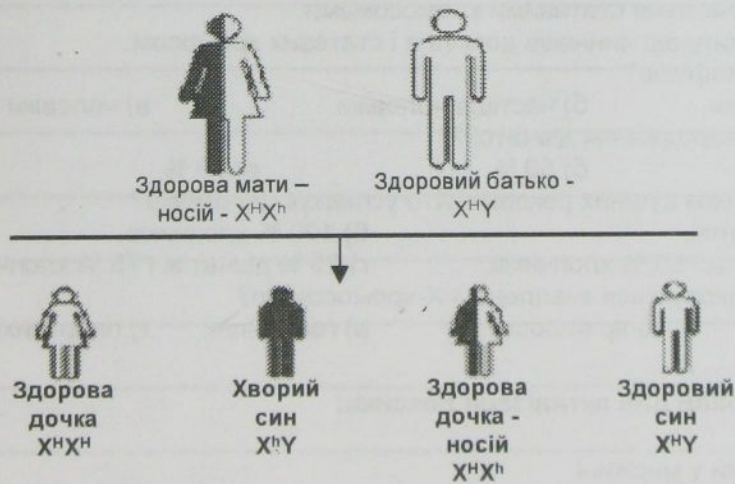 Здорова мати –
носій - XᴴXʰ
Здоровий батько -
XᴴY
Здорова
дочка
XᴴXᴴ
Хворий
син
XʰY
Здорова
дочка -
носій
XᴴXʰ
Здоровий
син
XᴴY